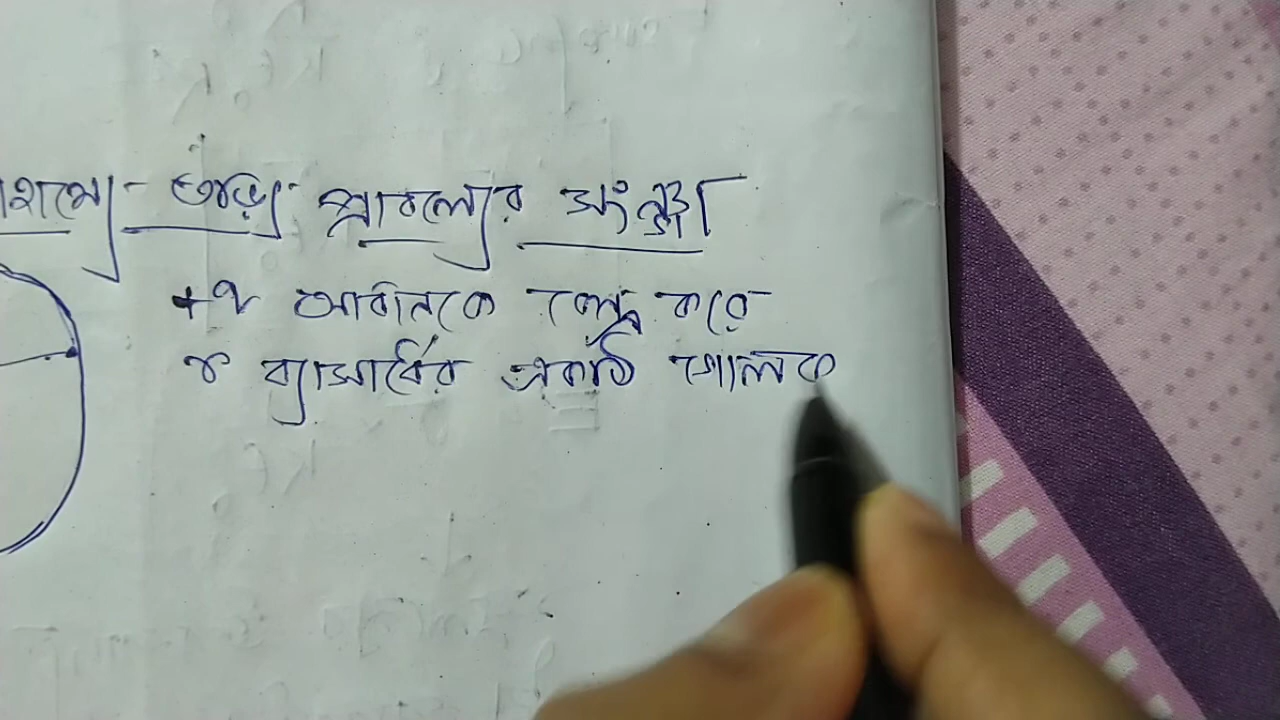 তড়িৎ প্রাবল্যের সংজ্ঞা
+q আধানকে কেন্দ্র করে
r ব্যাসার্ধের একটি গোলক